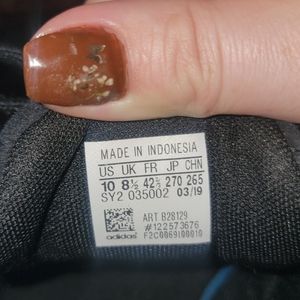 MADE IN INDONESIA
US UK FR JP CHN
10 8½ 42⅔ 270 265
SY2 035002 03/19
ART B28129
#122573676
F2C0069100010
adidas